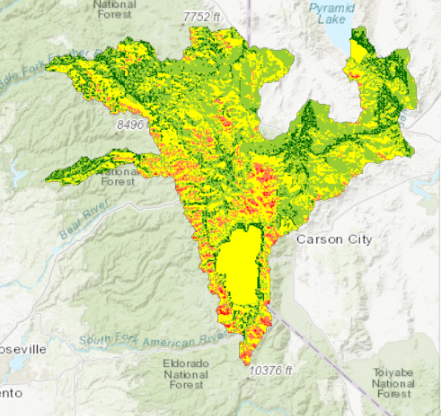 National
Forest
7752 ft
Pyramid
Lake
8496
National
Forest
Bear River
Carson City
South Fork American River
oseville
Eldorado
National
Forest
10376 ft
Toiyabe
National
Forest
ento